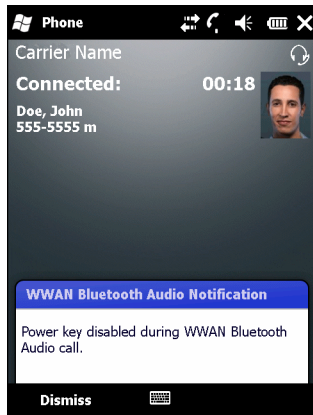 Phone
Carrier Name
Connected: 00:18
Doe, John
555-5555 m
WWAN Bluetooth Audio Notification
Power key disabled during WWAN Bluetooth
Audio call.
Dismiss